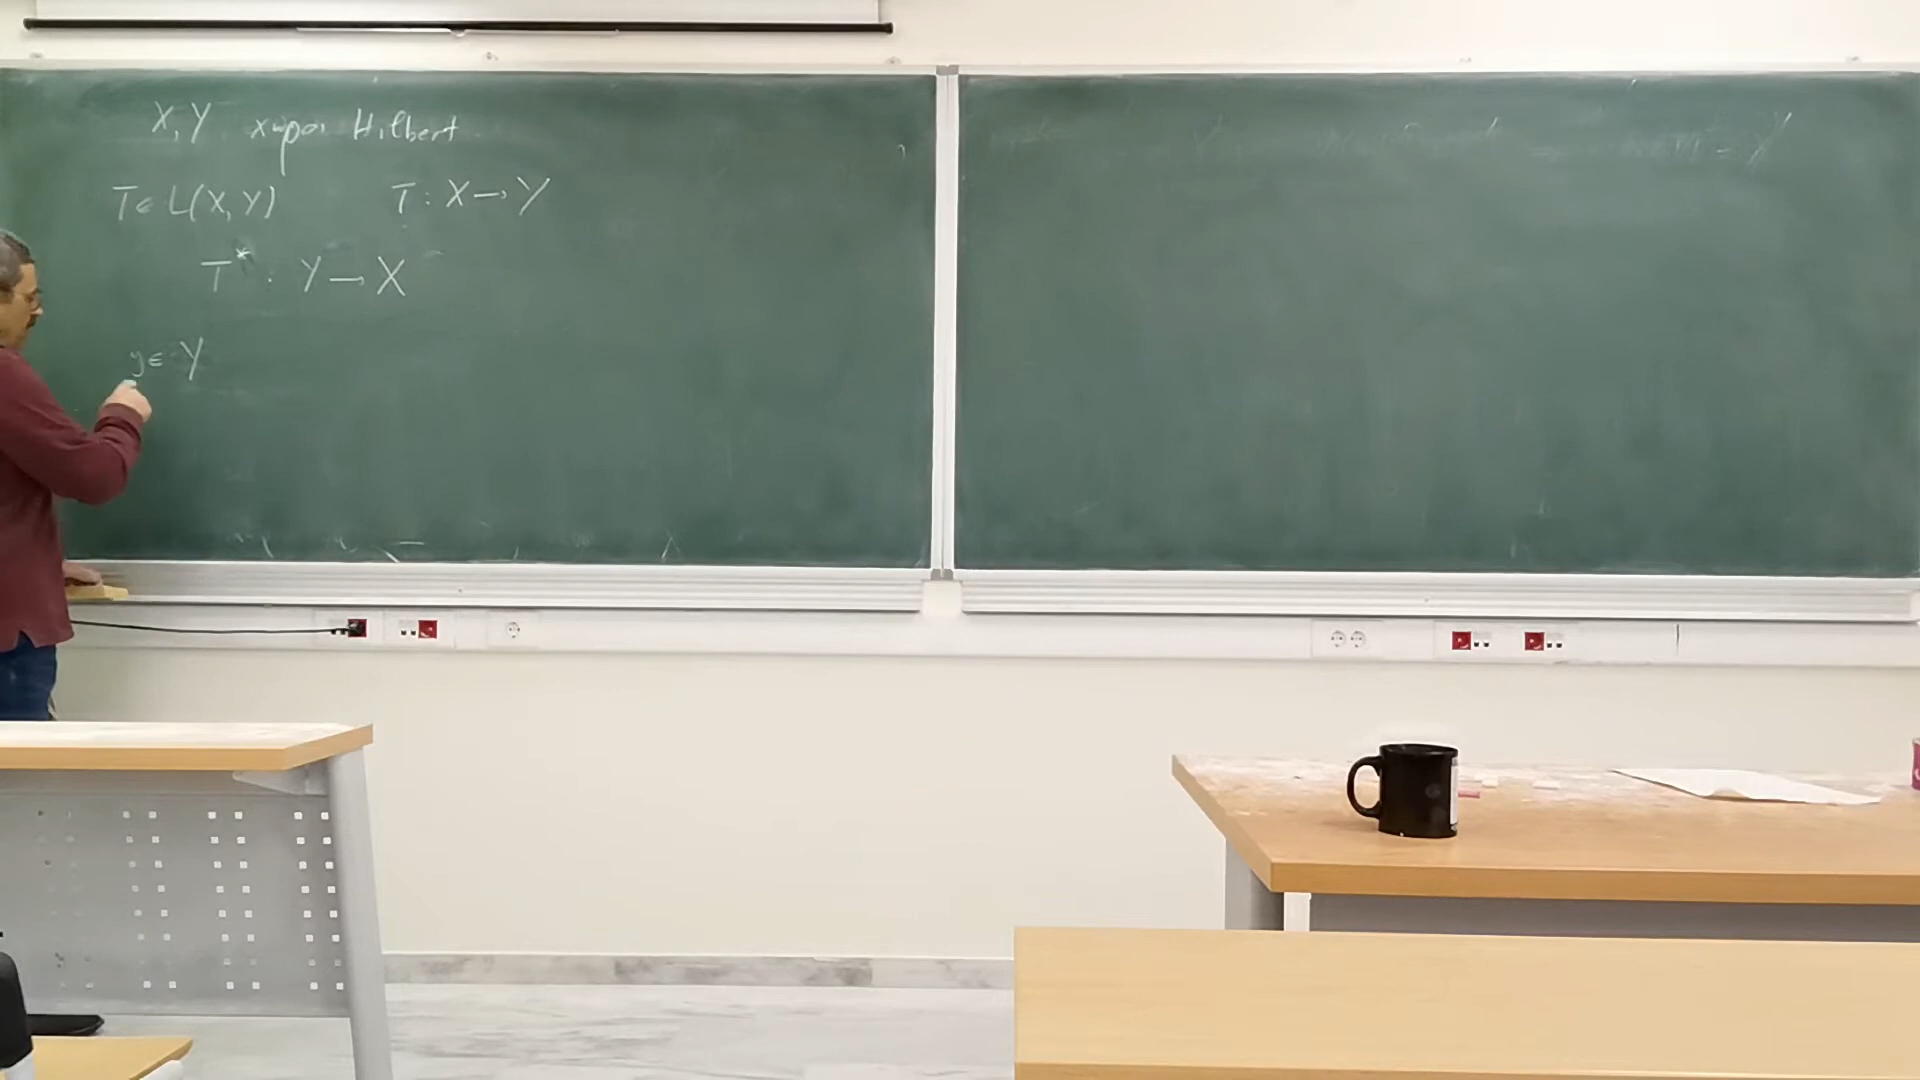 X, Y χώροι Hilbert
T ∈ L(X, Y) T : X → Y
T* : Y → X
y ∈ Y